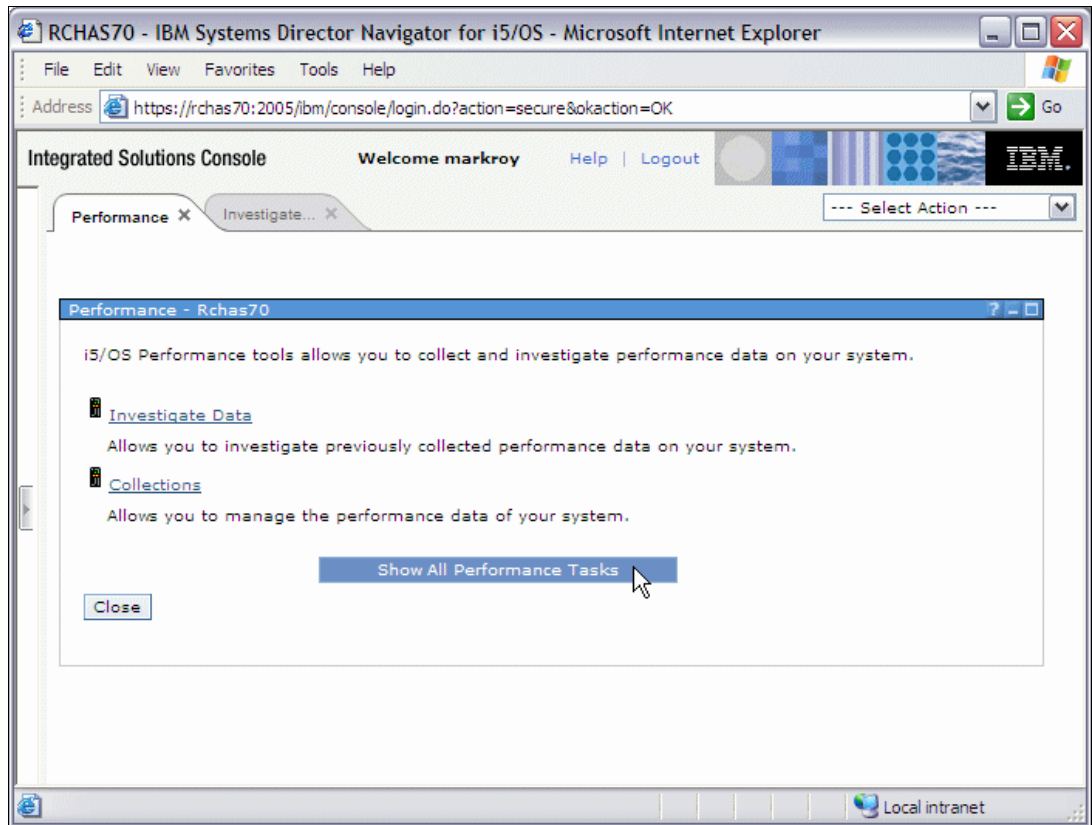 RCHAS70 - IBM Systems Director Navigator for i5/OS - Microsoft Internet Explorer
File Edit View Favorites Tools Help
Address https://rchas70:2005/ibm/console/login.do?action=secure&okaction=OK Go
Integrated Solutions Console Welcome markroy Help | Logout IBM.
Performance Investigate... --- Select Action ---
Performance - Rchas70 ?
i5/OS Performance tools allows you to collect and investigate performance data on your system.
Investigate Data
Allows you to investigate previously collected performance data on your system.
Collections
Allows you to manage the performance data of your system.
Show All Performance Tasks
Close
Local intranet